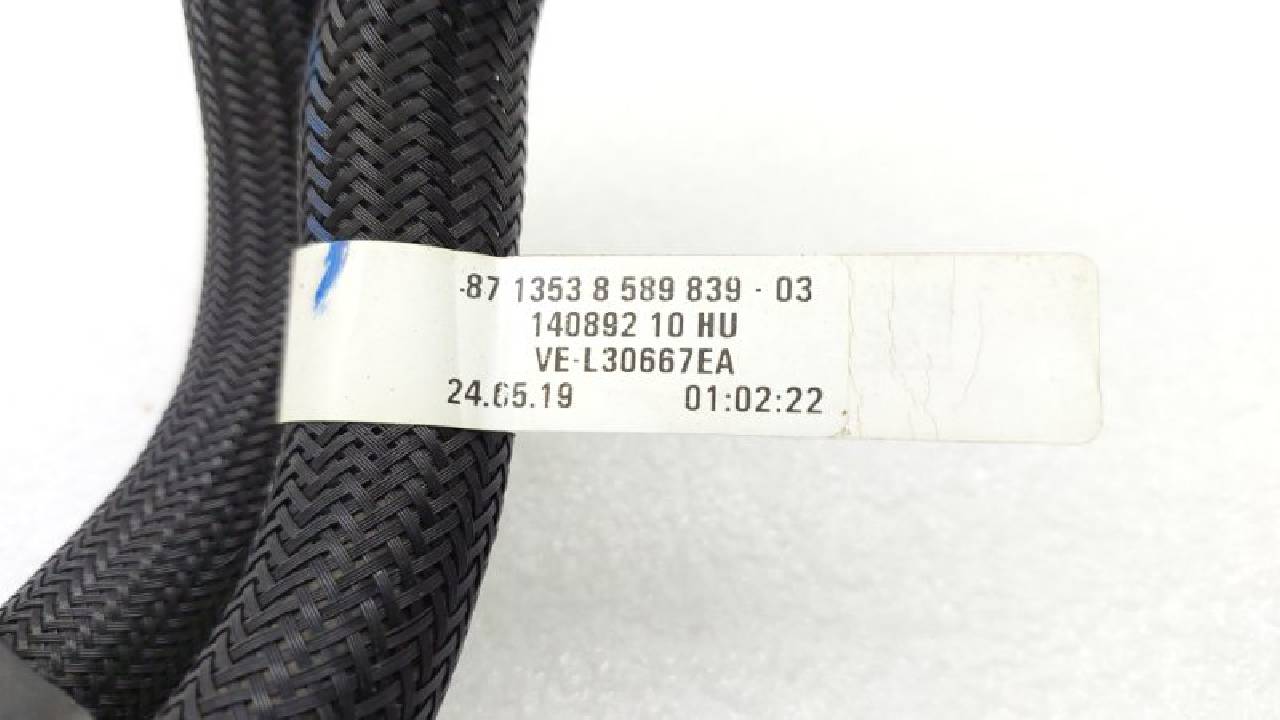 -87 1353 8 589 839 - 03
140892 10 HU
VE-L30667EA
24.05.19 01:02:22